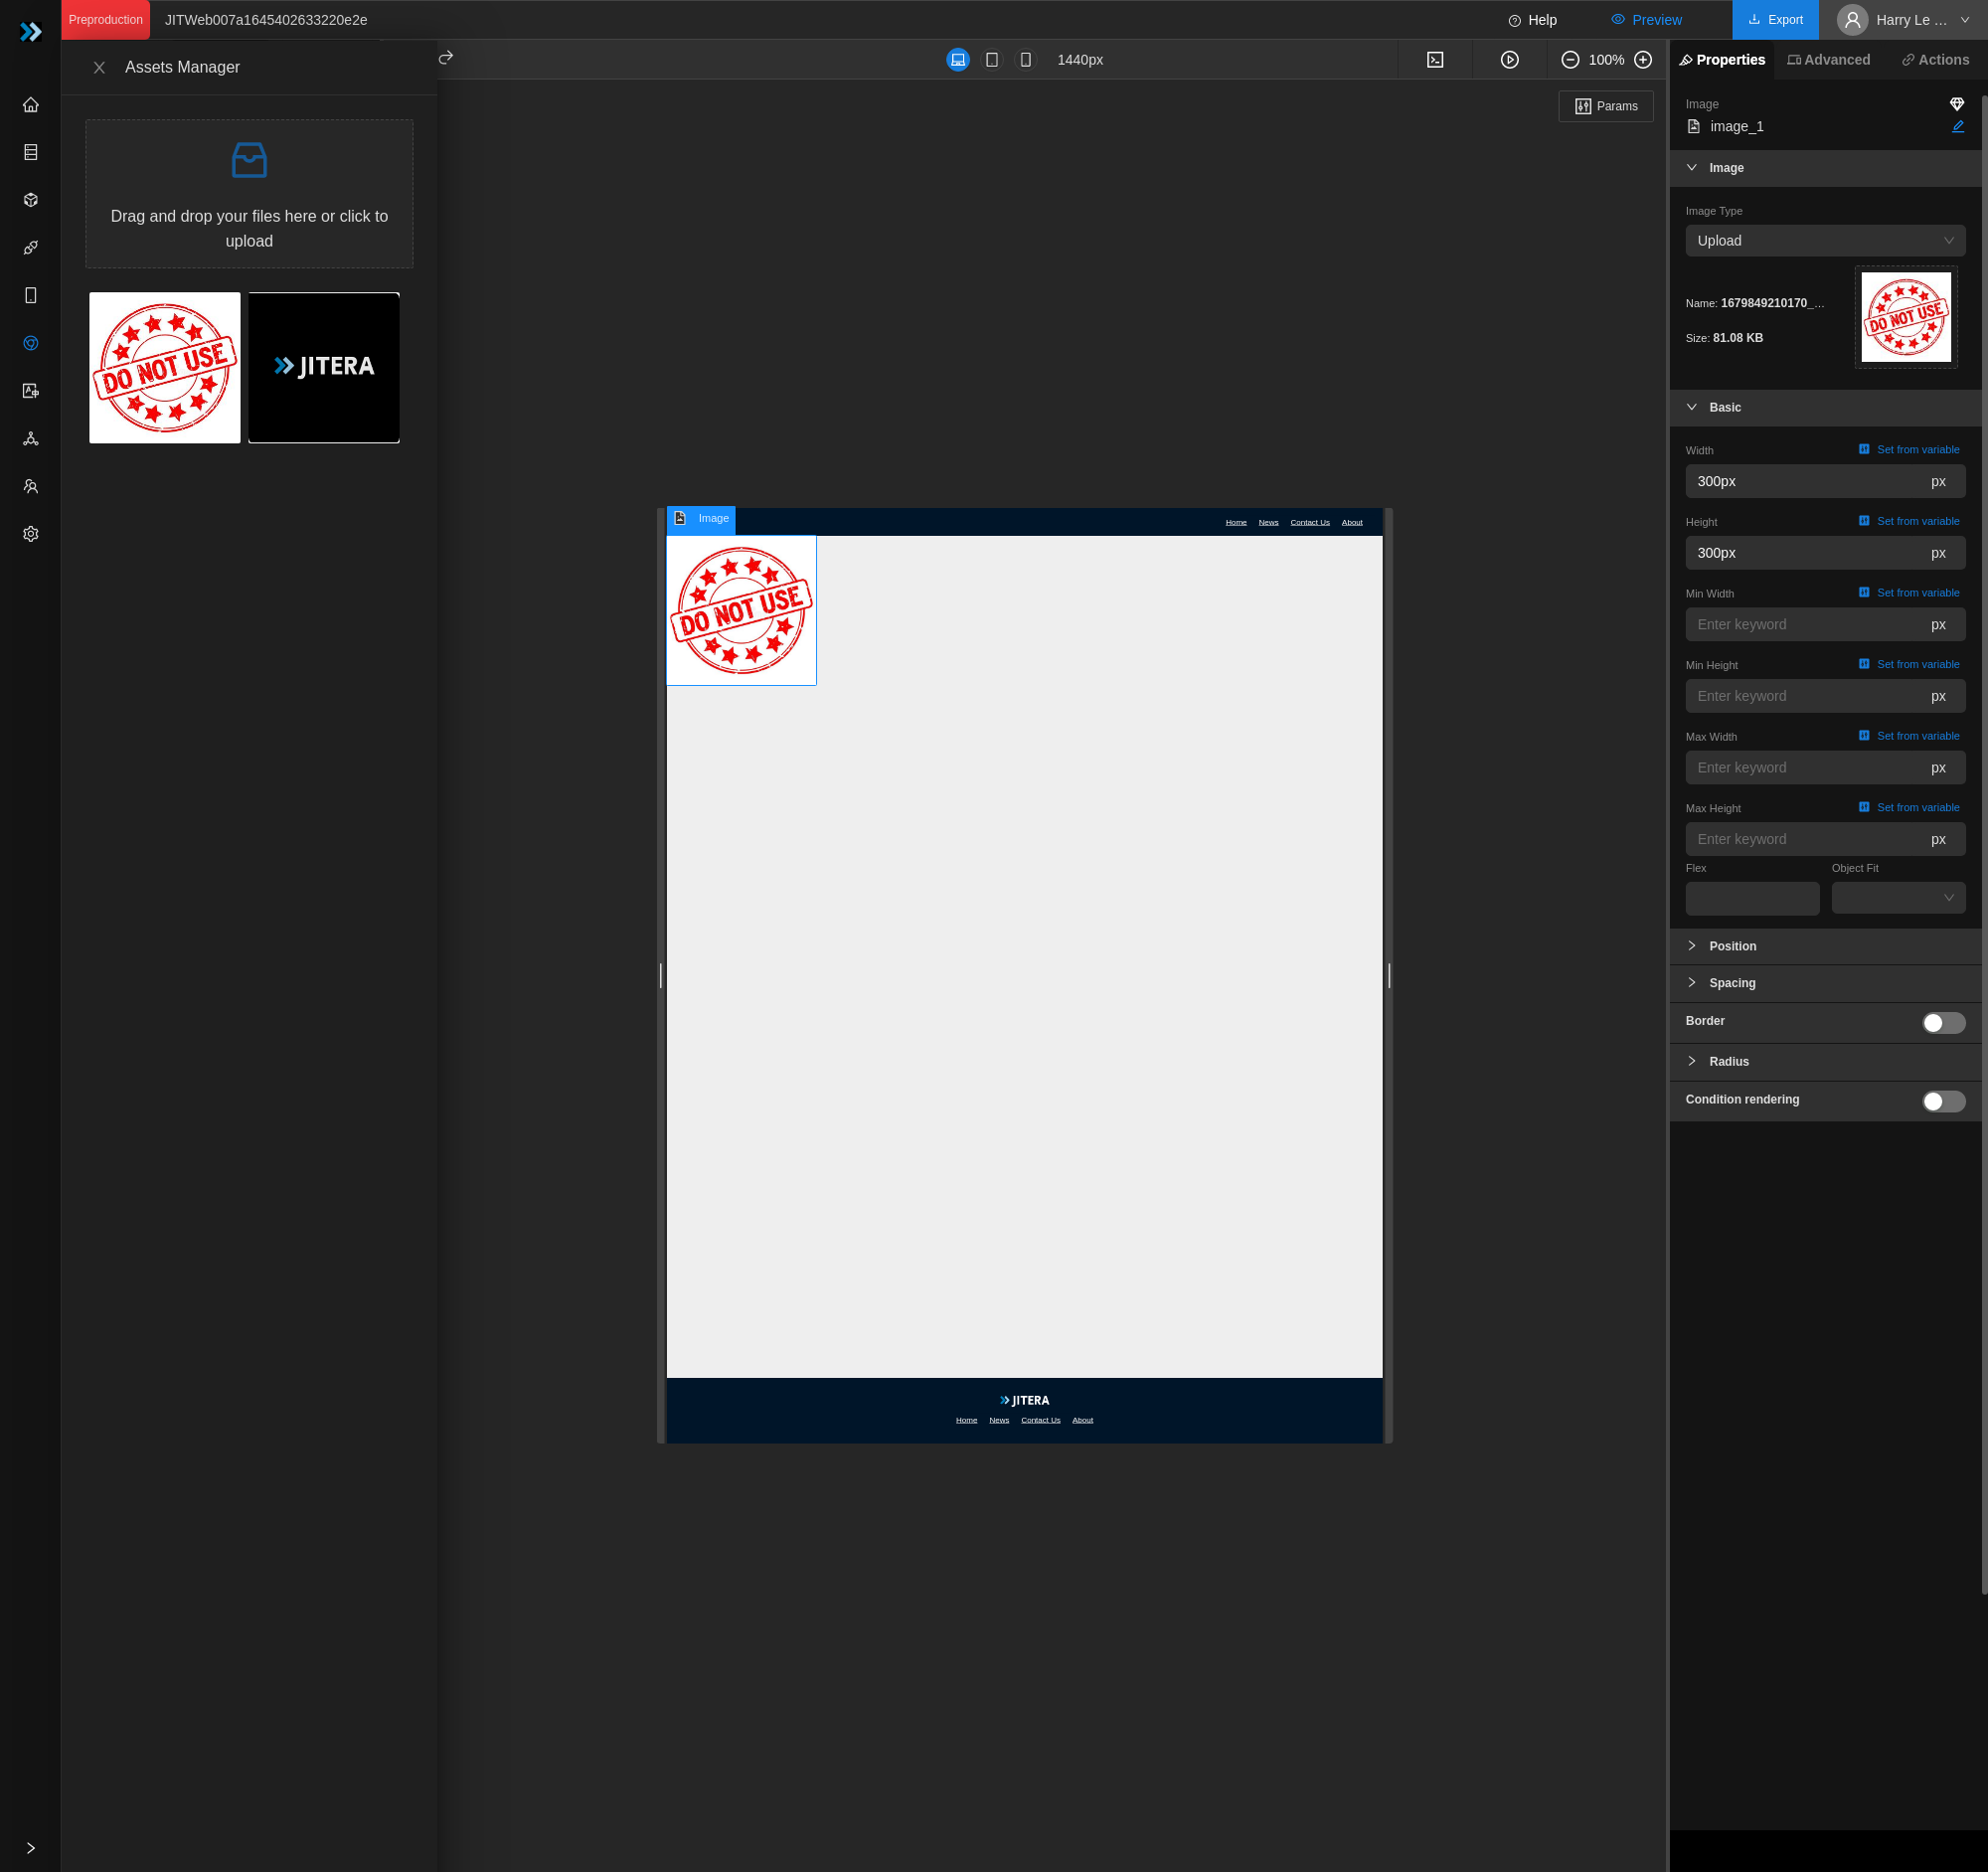 Preproduction
JITWeb007a1645402633220e2e
Help
Preview
Export
Harry Le ...
Assets Manager
1440px
100%
Properties
Advanced
Actions
Params
Drag and drop your files here or click to
upload
DO NOT USE
JITERA
Image
image_1
Image
Image Type
Upload
Name: 1679849210170_...
Size: 81.08 KB
DO NOT USE
Basic
Width
Set from variable
300px
px
Height
Set from variable
300px
px
Min Width
Set from variable
Enter keyword
px
Min Height
Set from variable
Enter keyword
px
Max Width
Set from variable
Enter keyword
px
Max Height
Set from variable
Enter keyword
px
Flex
Object Fit
Position
Spacing
Border
Radius
Condition rendering
Image
Home
News
Contact Us
About
DO NOT USE
JITERA
Home
News
Contact Us
About